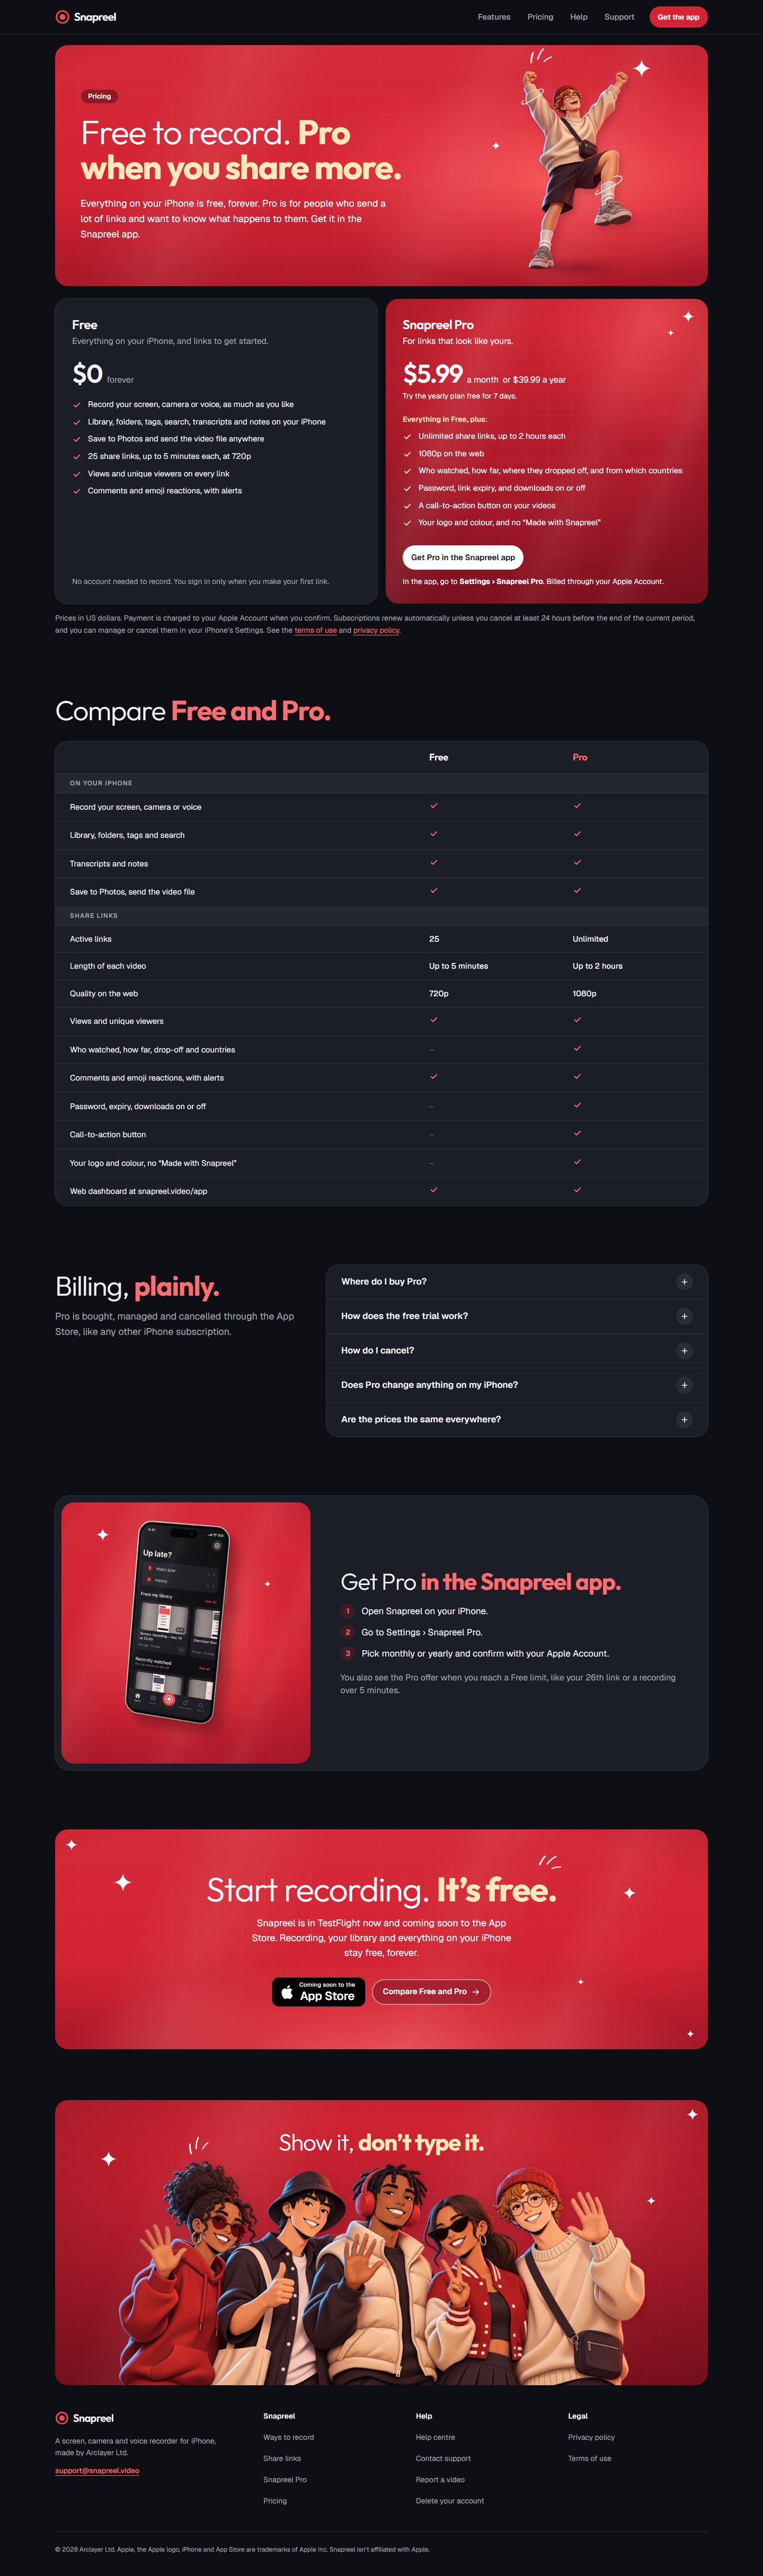 Snapreel
Features
Pricing
Help
Support
Get the app
Pricing
Free to record. Pro
when you share more.
Everything on your iPhone is free, forever. Pro is for people who send a
lot of links and want to know what happens to them. Get it in the
Snapreel app.
Free
Everything on your iPhone, and links to get started.
$0 forever
Record your screen, camera or voice, as much as you like
Library, folders, tags, search, transcripts and notes on your iPhone
Save to Photos and send the video file anywhere
25 share links, up to 5 minutes each, at 720p
Views and unique viewers on every link
Comments and emoji reactions, with alerts
No account needed to record. You sign in only when you make your first link.
Snapreel Pro
For links that look like yours.
$5.99 a month or $39.99 a year
Try the yearly plan free for 7 days.
Everything in Free, plus:
Unlimited share links, up to 2 hours each
1080p on the web
Who watched, how far, where they dropped off, and from which countries
Password, link expiry, and downloads on or off
A call-to-action button on your videos
Your logo and colour, and no “Made with Snapreel”
Get Pro in the Snapreel app
In the app, go to Settings › Snapreel Pro. Billed through your Apple Account.
Prices in US dollars. Payment is charged to your Apple Account when you confirm. Subscriptions renew automatically unless you cancel at least 24 hours before the end of the current period,
and you can manage or cancel them in your iPhone’s Settings. See the terms of use and privacy policy.
Compare Free and Pro.
Free Pro
ON YOUR IPHONE
Record your screen, camera or voice
Library, folders, tags and search
Transcripts and notes
Save to Photos, send the video file
SHARE LINKS
Active links 25 Unlimited
Length of each video Up to 5 minutes Up to 2 hours
Quality on the web 720p 1080p
Views and unique viewers
Who watched, how far, drop-off and countries –
Comments and emoji reactions, with alerts
Password, expiry, downloads on or off –
Call-to-action button –
Your logo and colour, no “Made with Snapreel” –
Web dashboard at snapreel.video/app
Billing, plainly.
Pro is bought, managed and cancelled through the App
Store, like any other iPhone subscription.
Where do I buy Pro?
How does the free trial work?
How do I cancel?
Does Pro change anything on my iPhone?
Are the prices the same everywhere?
9:41
Up late?
Watch later
History
From my library
See all
Recently watched
See all
Get Pro in the Snapreel app.
1 Open Snapreel on your iPhone.
2 Go to Settings › Snapreel Pro.
3 Pick monthly or yearly and confirm with your Apple Account.
You also see the Pro offer when you reach a Free limit, like your 26th link or a recording
over 5 minutes.
Start recording. It’s free.
Snapreel is in TestFlight now and coming soon to the App
Store. Recording, your library and everything on your iPhone
stay free, forever.
Coming soon to the
App Store
Compare Free and Pro
Show it, don’t type it.
Snapreel
A screen, camera and voice recorder for iPhone,
made by Arclayer Ltd.
support@snapreel.video
Snapreel
Ways to record
Share links
Snapreel Pro
Pricing
Help
Help centre
Contact support
Report a video
Delete your account
Legal
Privacy policy
Terms of use
© 2026 Arclayer Ltd. Apple, the Apple logo, iPhone and App Store are trademarks of Apple Inc. Snapreel isn’t affiliated with Apple.